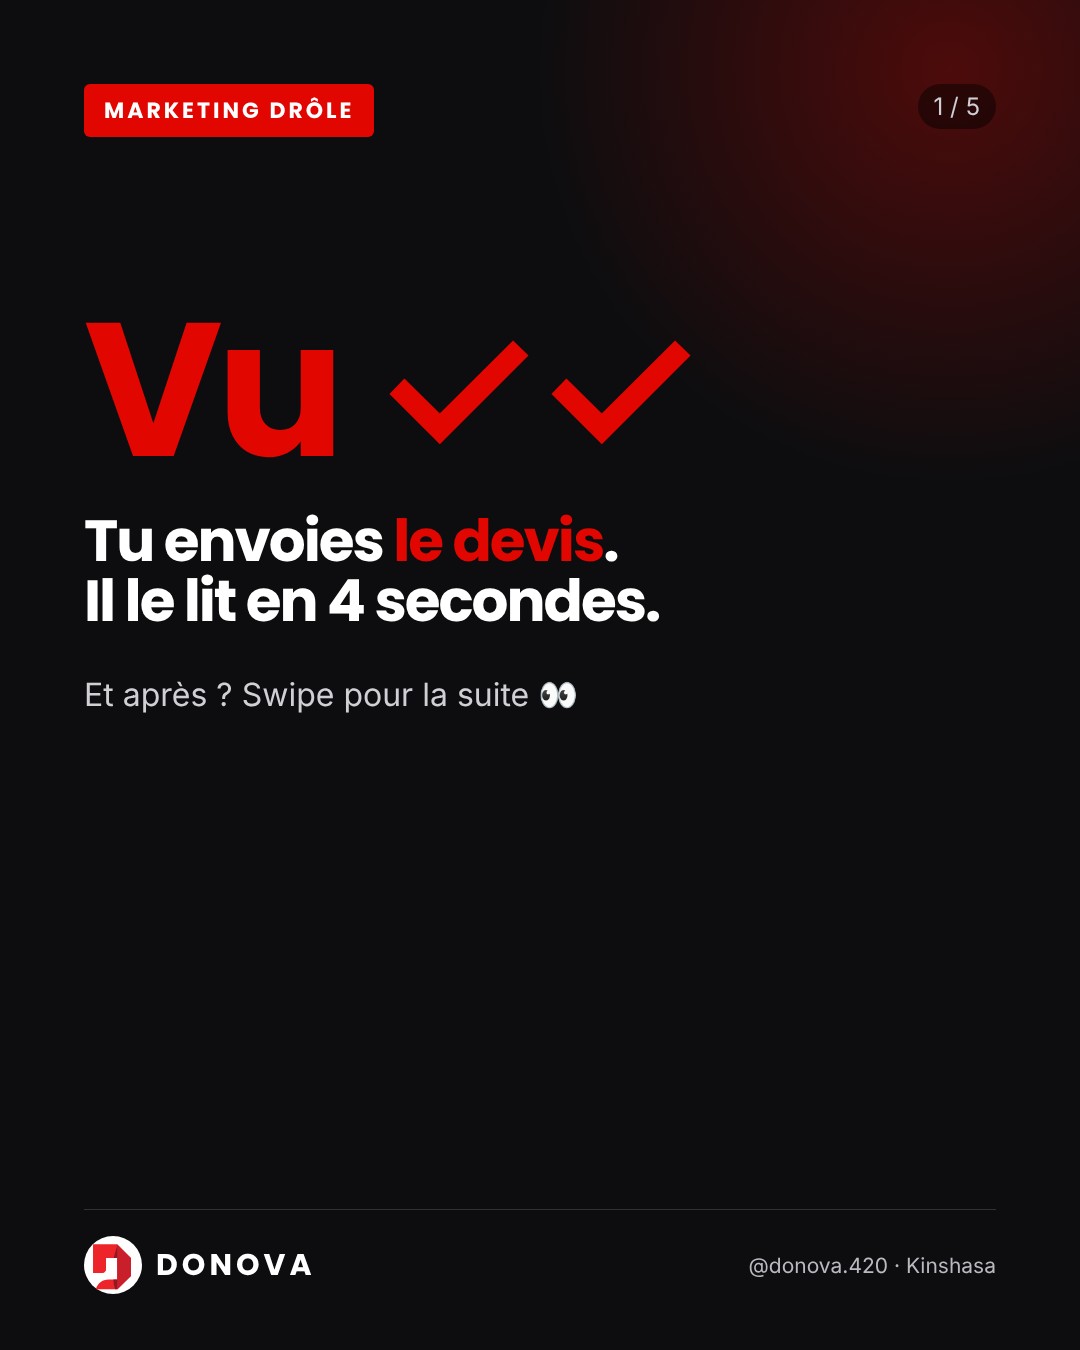 MARKETING DRÔLE
1 / 5
Vu ✓✓
Tu envoies le devis.
Il le lit en 4 secondes.
Et après ? Swipe pour la suite 👀
DONOVA
@donova.420 · Kinshasa